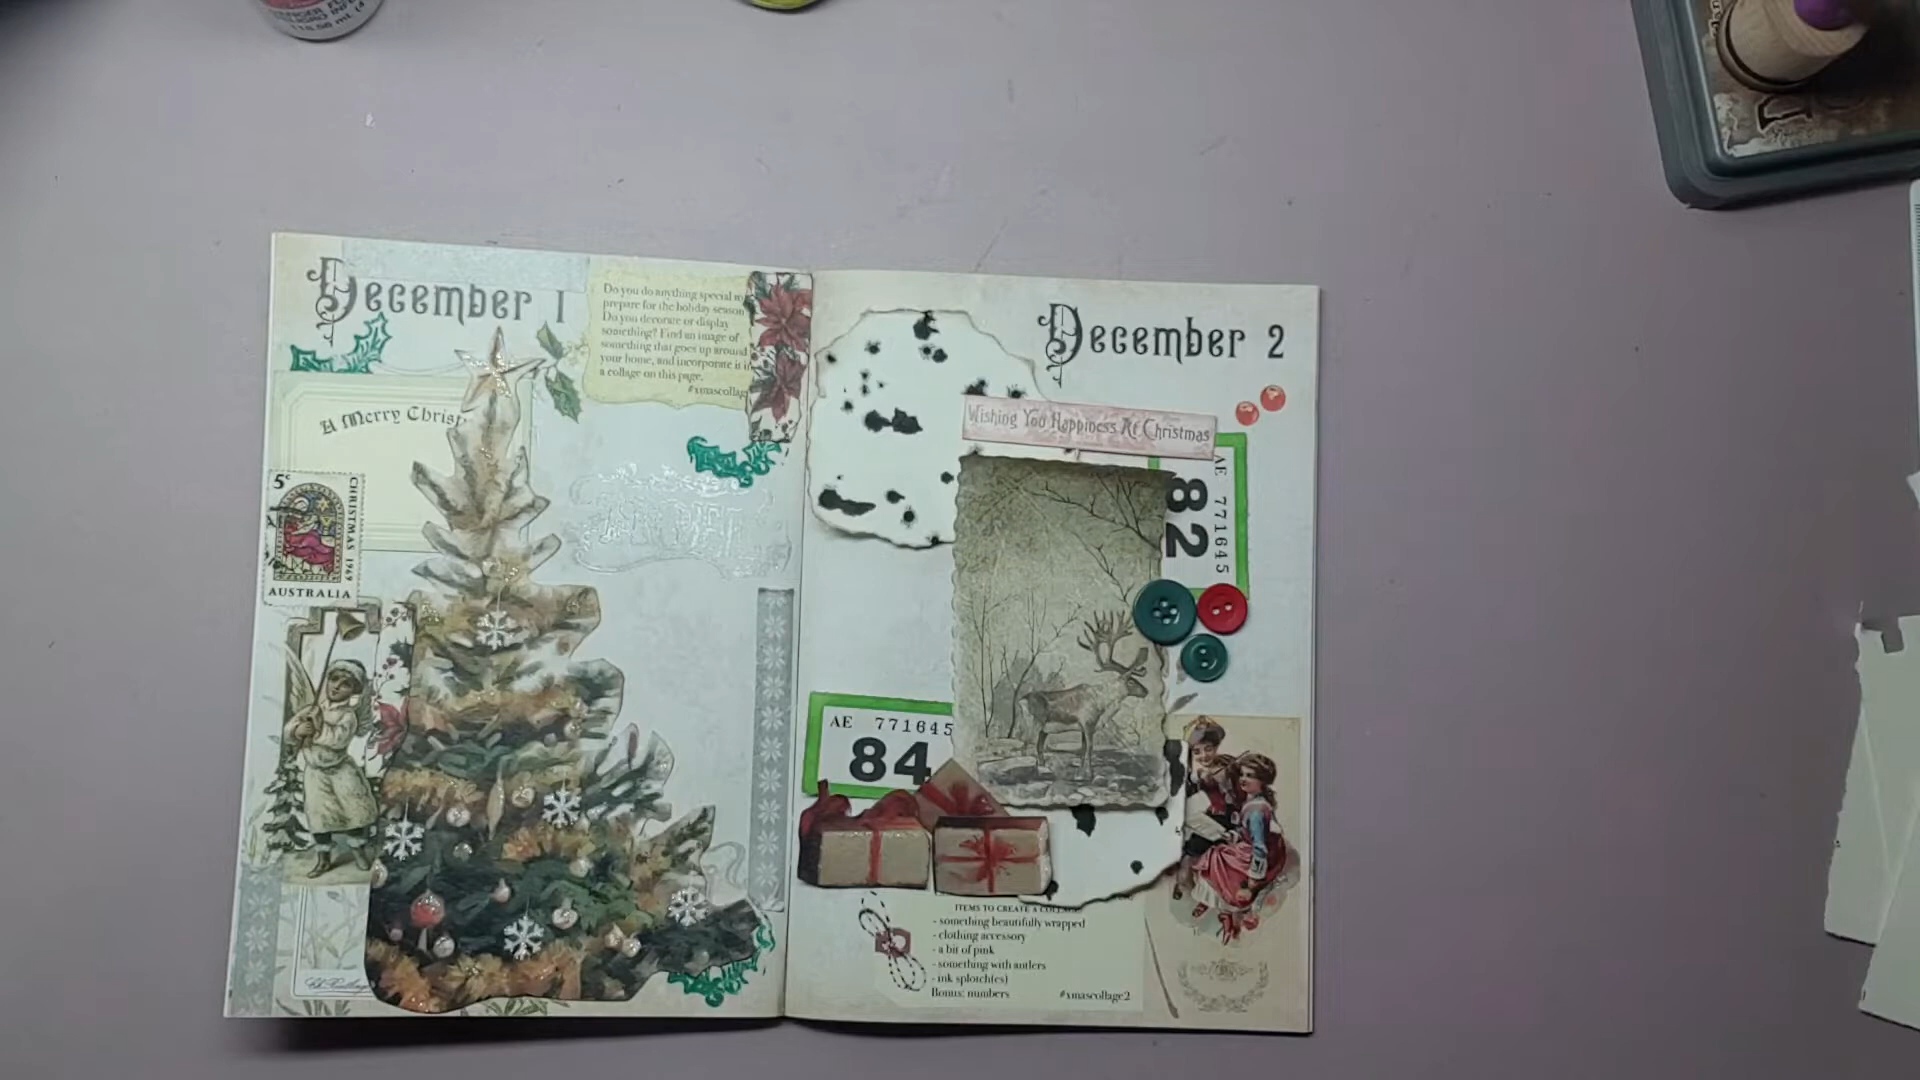 December 1
Do you do anything special
prepare for the holiday season
Do you decorate or display
something? Find an image of
something that goes up around
your home, and incorporate it
a collage on this page.
#xmascollag
A Merry Christ
5c
CHRISTMAS 1969
AUSTRALIA
December 2
Wishing You Happiness At Christmas
AE 771645
82
AE 771645
84
ITEMS TO CREATE A
- something beautifully wrapped
- clothing accessory
- a bit of pink
- something with antlers
- ink splotch(es)
Bonus: numbers
#xmascollage2